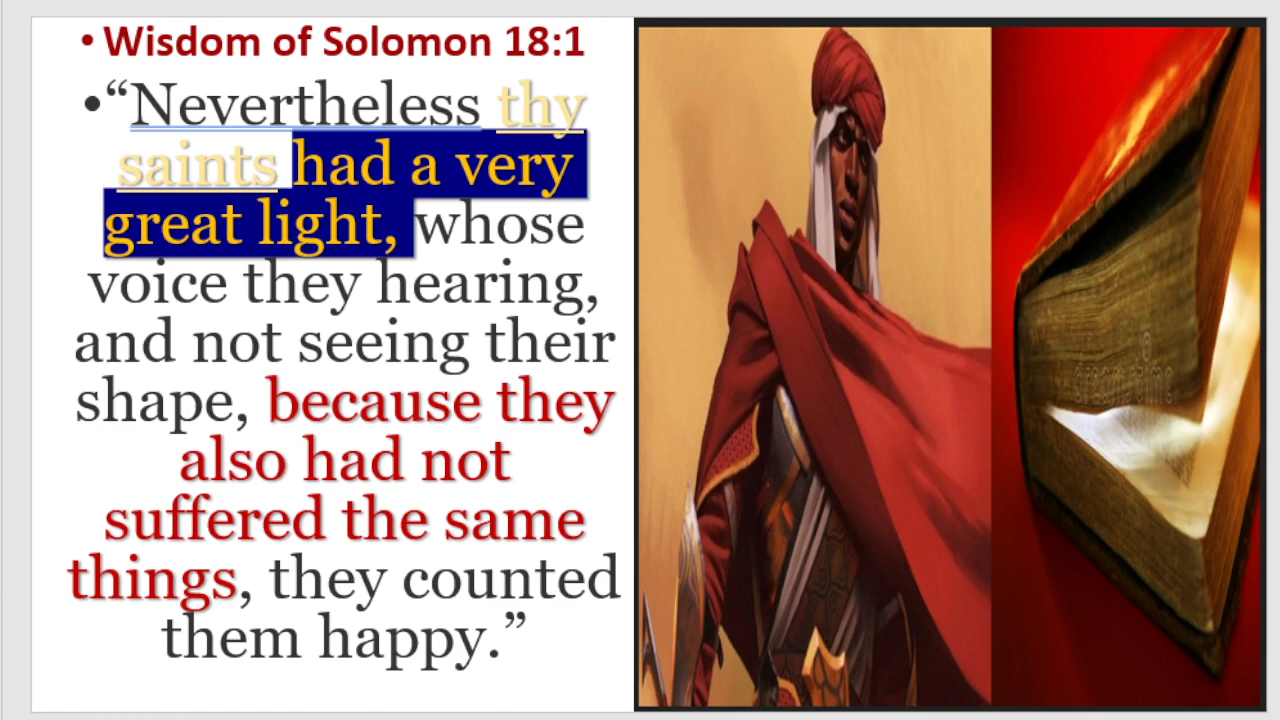 • Wisdom of Solomon 18:1
•“Nevertheless thy
saints had a very
great light, whose
voice they hearing,
and not seeing their
shape, because they
also had not
suffered the same
things, they counted
them happy.”
dreamstime